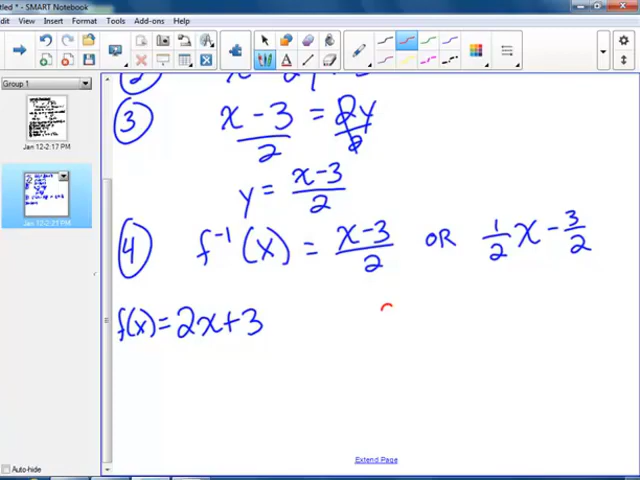 Edit View Insert Format Tools Add-ons Help
Group 1
Jan 12-2:17 PM
Jan 12-2:21 PM
Auto-hide
③ x - 3 = 2y
2 2
y = x-3
2
④ f⁻¹(x) = x-3 OR 1/2 x - 3/2
2
f(x) = 2x+3
Extend Page